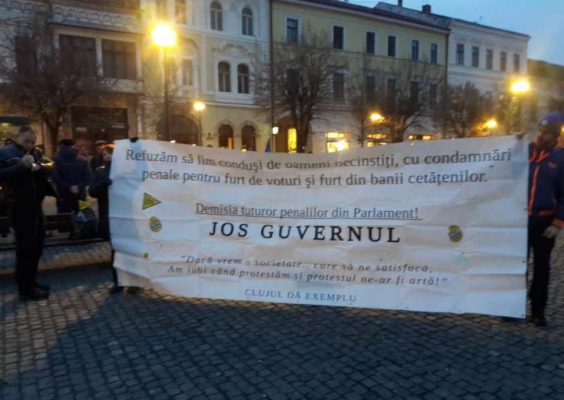 Refuzăm să fim conduși de oameni necinstiți, cu condamnări
penale pentru furt de voturi și furt din banii cetățenilor.
Demisia tuturor penalilor din Parlament!
JOS GUVERNUL
"Dacă vrem o societate.. care să ne satisfacă,
Am iubi când protestăm și protestul ne-ar fi artă!"
CLUJUL DĂ EXEMPLU